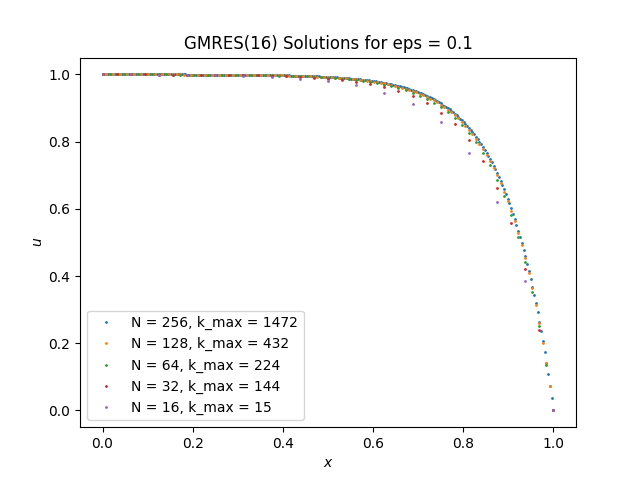 GMRES(16) Solutions for eps = 0.1
1.0
0.8
0.6
0.4
0.2
0.0
u
N = 256, k_max = 1472
N = 128, k_max = 432
N = 64, k_max = 224
N = 32, k_max = 144
N = 16, k_max = 15
0.0 0.2 0.4 0.6 0.8 1.0
x